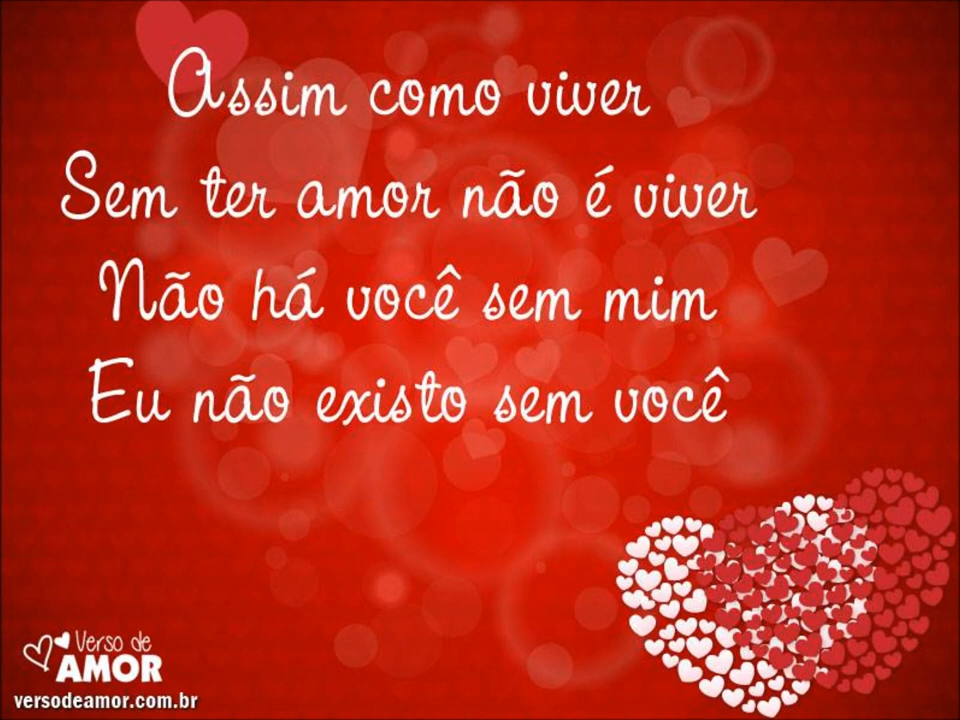 Assim como viver
Sem ter amor não é viver
Não há você sem mim
Eu não existo sem você
Verso de
AMOR
versodeamor.com.br